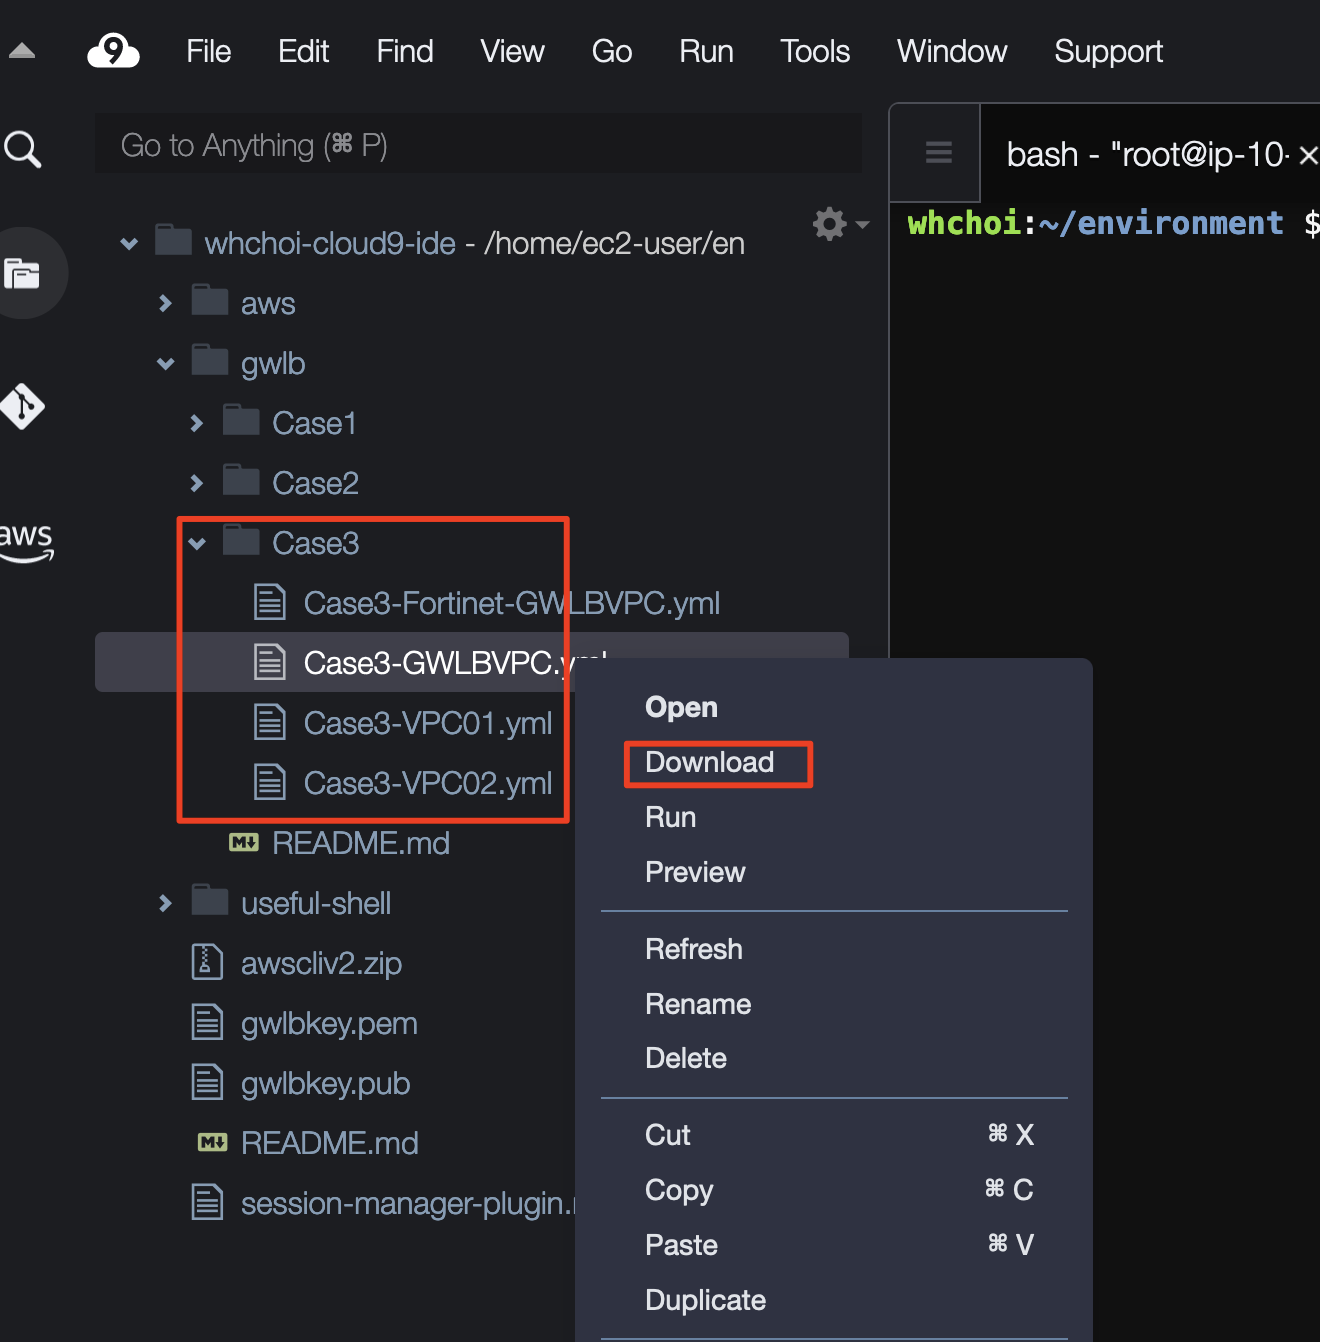 9 File Edit Find View Go Run Tools Window Support
Go to Anything (⌘ P)
bash - "root@ip-10-
whchoi:~/environment $
whchoi-cloud9-ide - /home/ec2-user/en
aws
gwlb
Case1
Case2
aws
Case3
Case3-Fortinet-GWLBVPC.yml
Case3-GWLBVPC.yml
Case3-VPC01.yml
Case3-VPC02.yml
README.md
useful-shell
awscliv2.zip
gwlbkey.pem
gwlbkey.pub
README.md
session-manager-plugin.
Open
Download
Run
Preview
Refresh
Rename
Delete
Cut ⌘ X
Copy ⌘ C
Paste ⌘ V
Duplicate